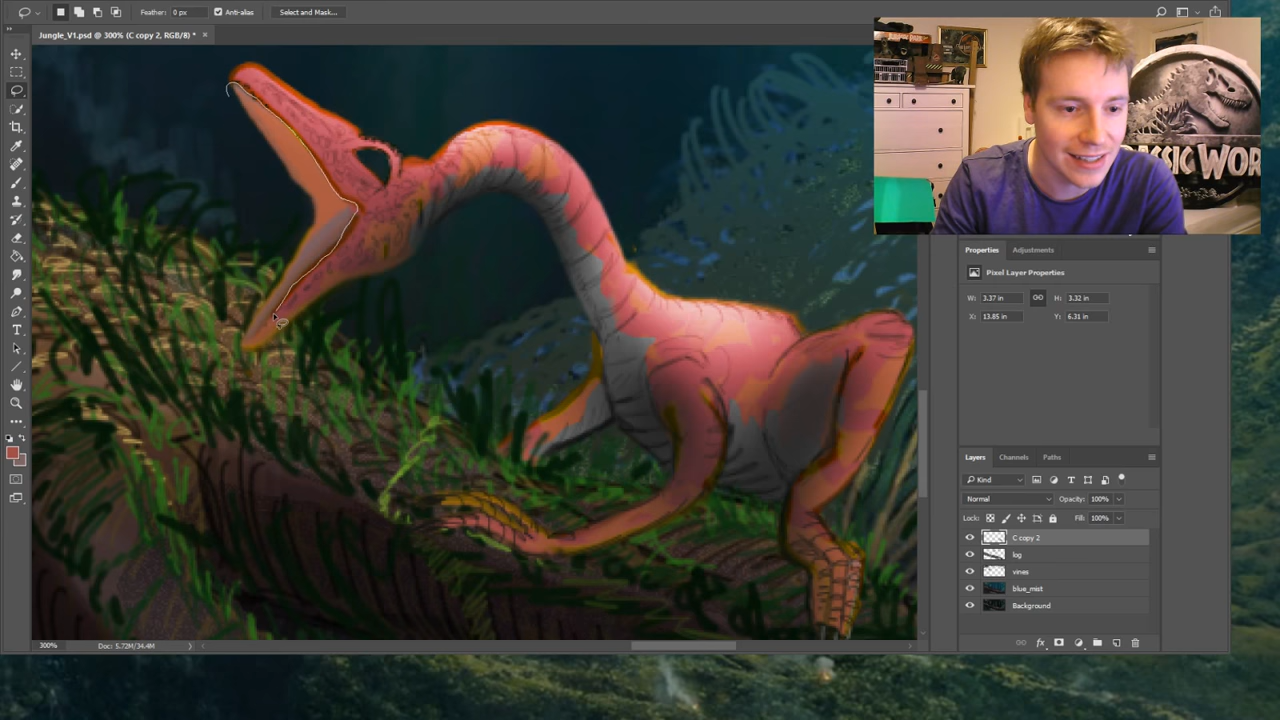 Feather: 0 px Anti-alias Select and Mask...
Jungle_V1.psd @ 300% (C copy 2, RGB/8) * ×
JURASSIC WOR
Properties Adjustments
Pixel Layer Properties
W: 3.37 in H: 3.32 in
X: 13.85 in Y: 6.31 in
Layers Channels Paths
Kind
Normal Opacity: 100%
Lock: Fill: 100%
C copy 2
log
vines
blue_mist
Background
300% Doc: 5.72M/34.4M